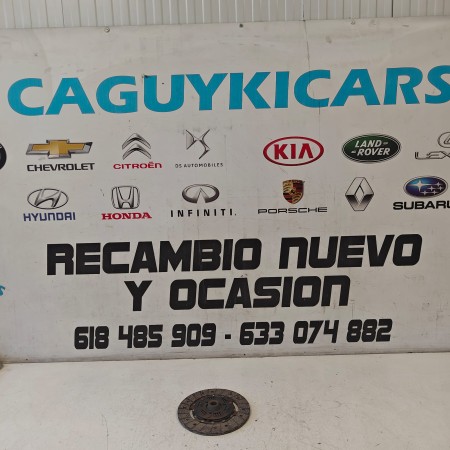 CAGUYKICARS
CHEVROLET CITROËN DS AUTOMOBILES KIA LAND ROVER LEX
HYUNDAI HONDA INFINITI. PORSCHE SUBARU
RECAMBIO NUEVO
Y OCASION
618 485 909 - 633 074 882